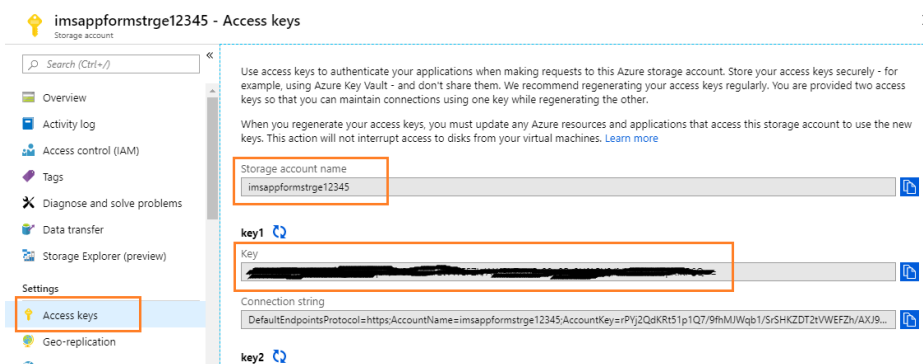 imsappformstrge12345 - Access keys
Storage account
Search (Ctrl+/)
«
Overview
Activity log
Access control (IAM)
Tags
Diagnose and solve problems
Data transfer
Storage Explorer (preview)
Settings
Access keys
Geo-replication
Use access keys to authenticate your applications when making requests to this Azure storage account. Store your access keys securely - for
example, using Azure Key Vault - and don't share them. We recommend regenerating your access keys regularly. You are provided two access
keys so that you can maintain connections using one key while regenerating the other.
When you regenerate your access keys, you must update any Azure resources and applications that access this storage account to use the new
keys. This action will not interrupt access to disks from your virtual machines. Learn more
Storage account name
imsappformstrge12345
key1
Key
Connection string
DefaultEndpointsProtocol=https;AccountName=imsappformstrge12345;AccountKey=rPYj2QdKRt51p1Q7/9fhMJWqb1/SrSHKZDT2tVWEFZh/AXJ9...
key2